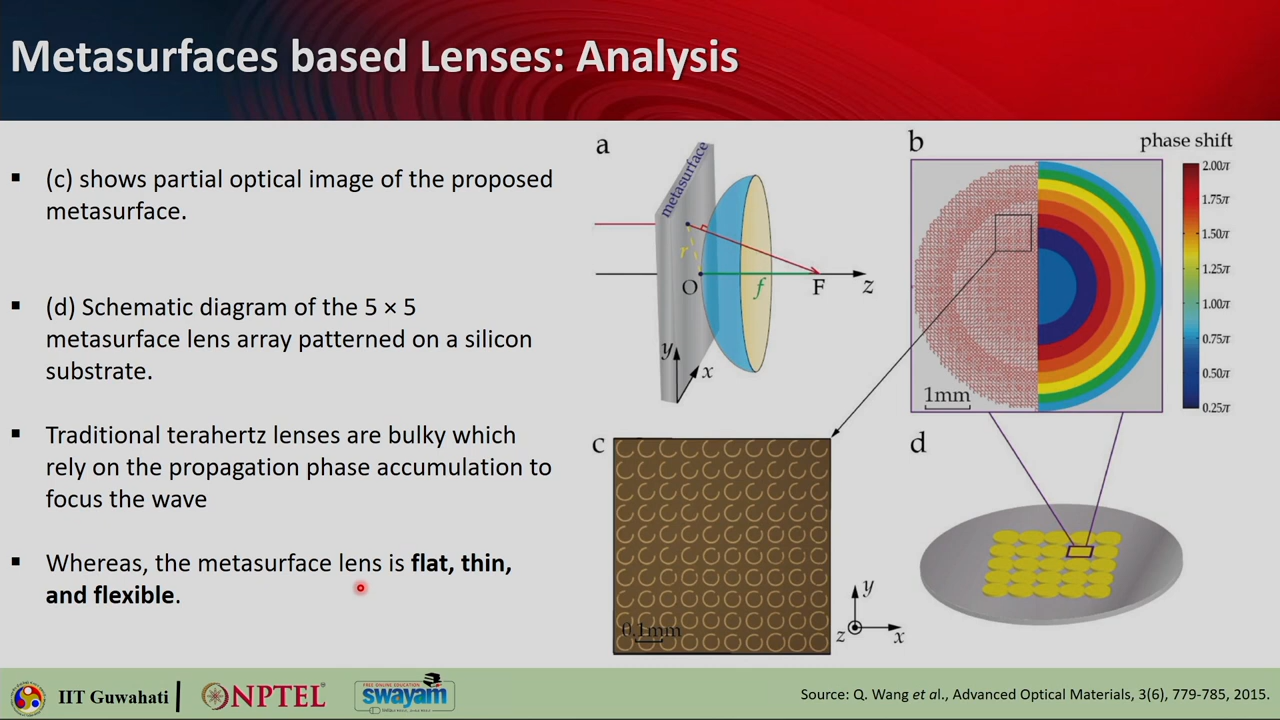 Metasurfaces based Lenses: Analysis
▪ (c) shows partial optical image of the proposed
metasurface.
▪ (d) Schematic diagram of the 5 × 5
metasurface lens array patterned on a silicon
substrate.
▪ Traditional terahertz lenses are bulky which
rely on the propagation phase accumulation to
focus the wave
▪ Whereas, the metasurface lens is flat, thin,
and flexible.
a
metasurface
r
O
f
F
z
y
x
b
phase shift
2.00π
1.75π
1.50π
1.25π
1.00π
0.75π
0.50π
0.25π
1mm
c
0.1mm
y
z
x
d
IIT Guwahati
NPTEL
FREE ONLINE EDUCATION
swayam
Source: Q. Wang et al., Advanced Optical Materials, 3(6), 779-785, 2015.